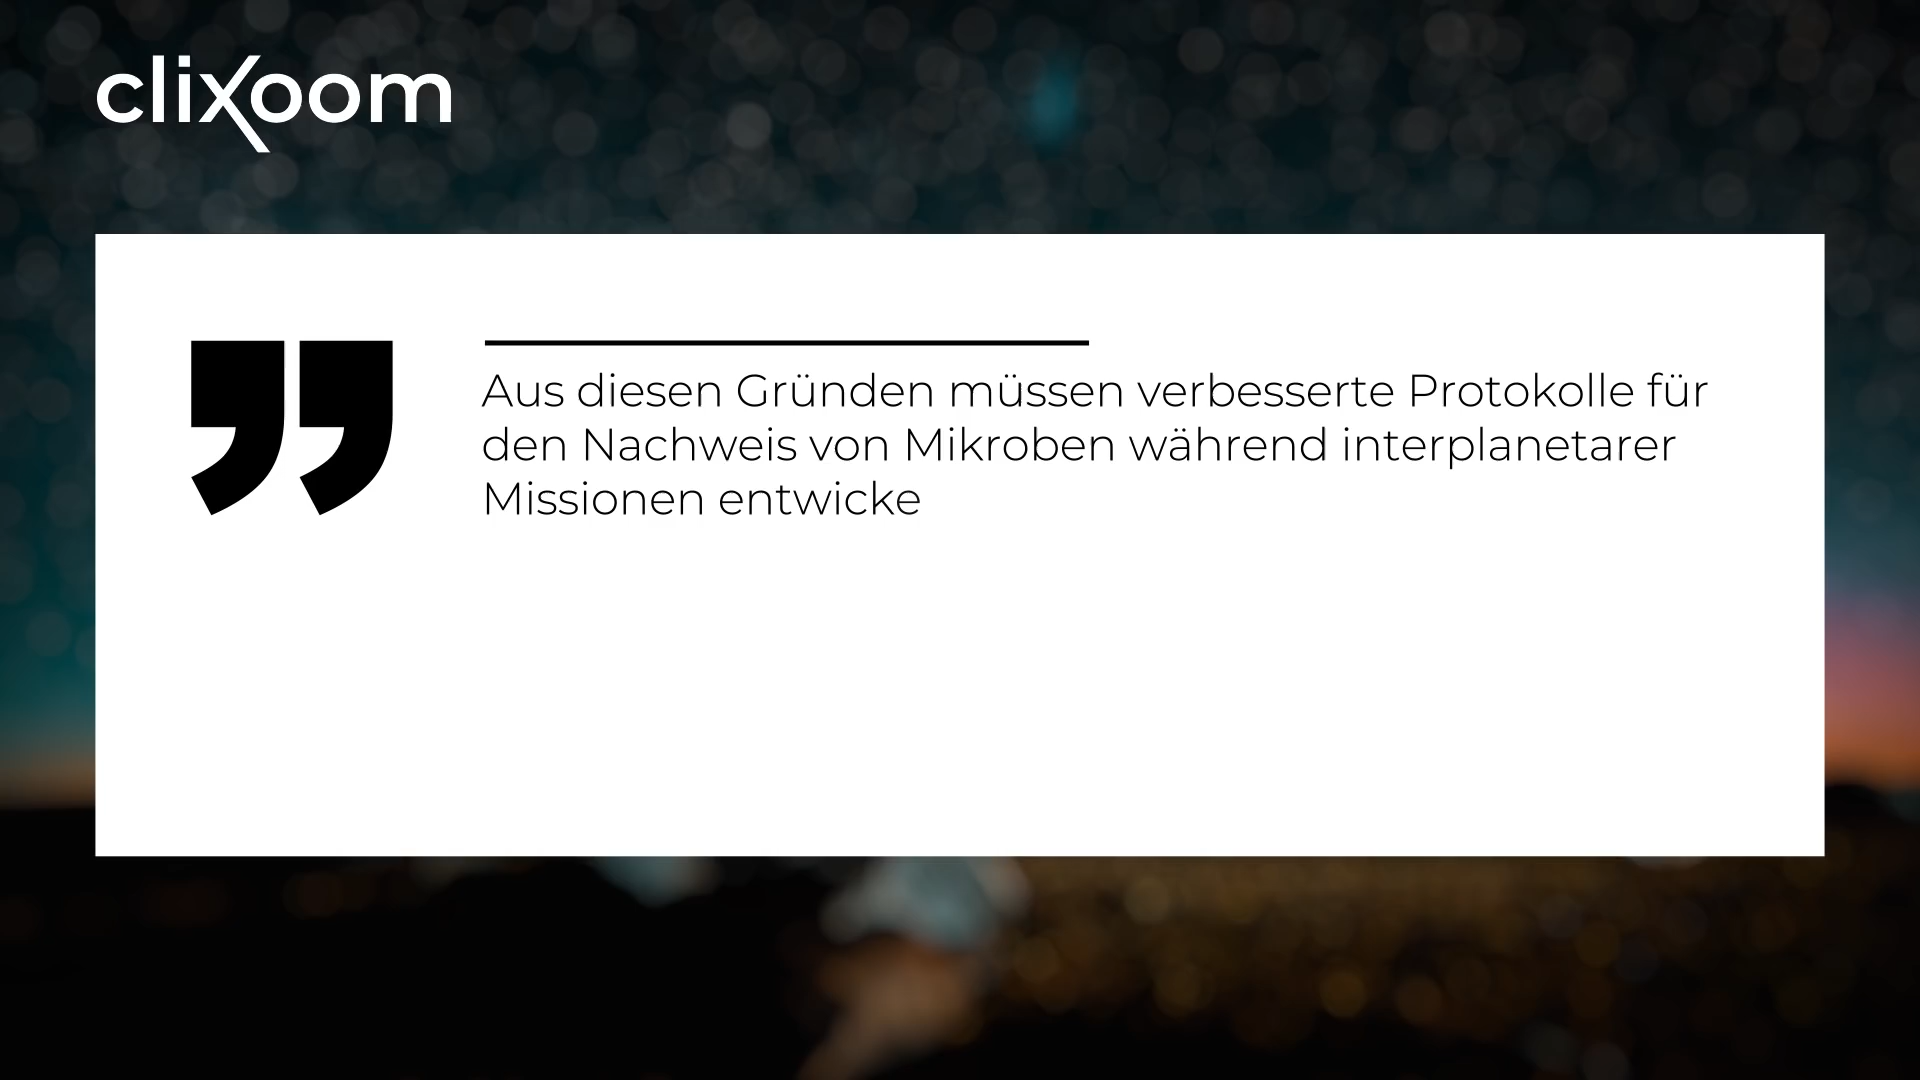 clixoom
Aus diesen Gründen müssen verbesserte Protokolle für
den Nachweis von Mikroben während interplanetarer
Missionen entwicke